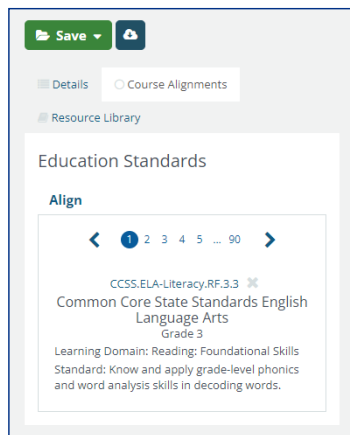 Save
Details
Course Alignments
Resource Library
Education Standards
Align
1 2 3 4 5 ... 90
CCSS.ELA-Literacy.RF.3.3
Common Core State Standards English
Language Arts
Grade 3
Learning Domain: Reading: Foundational Skills
Standard: Know and apply grade-level phonics
and word analysis skills in decoding words.